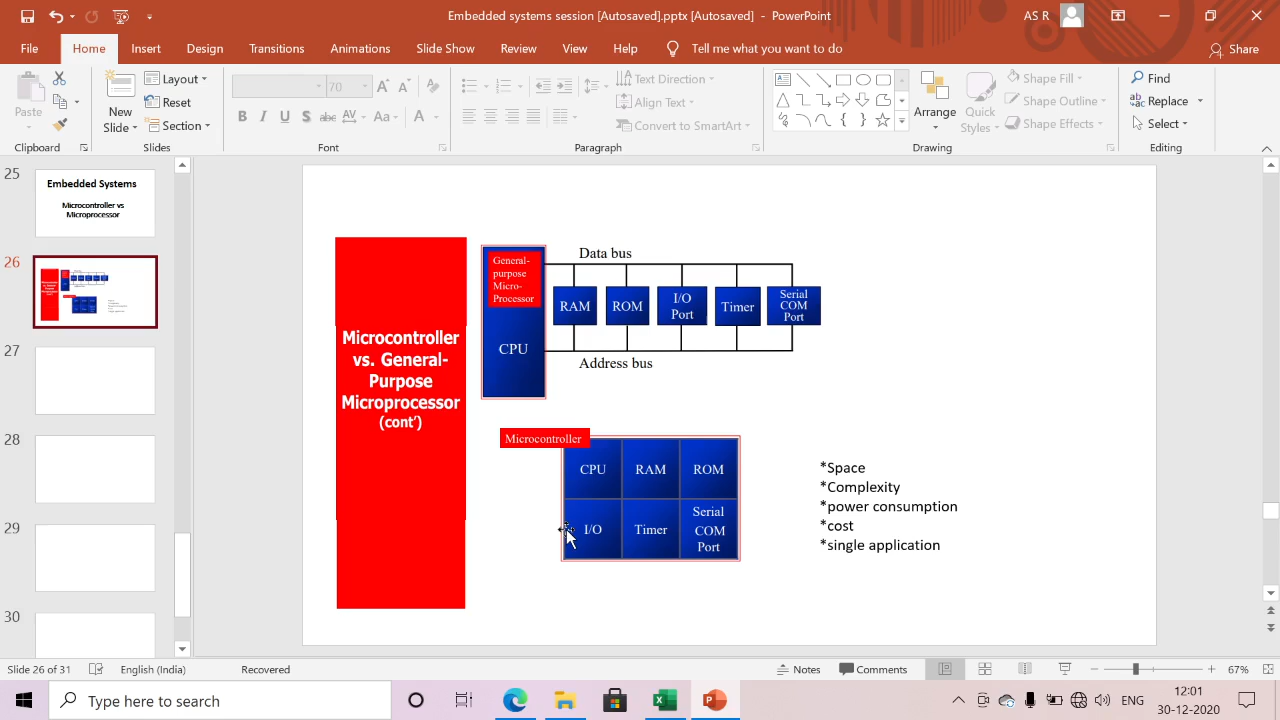 Embedded systems session [Autosaved].pptx [Autosaved] - PowerPoint
AS R
File Home Insert Design Transitions Animations Slide Show Review View Help Tell me what you want to do
Share
Paste
New
Slide
Layout
Reset
Section
70
B I U S abc AV Aa A
Text Direction
Align Text
Convert to SmartArt
Arrange
Quick
Styles
Shape Fill
Shape Outline
Shape Effects
Find
Replace
Select
Clipboard
Slides
Font
Paragraph
Drawing
Editing
25
Embedded Systems
Microcontroller vs
Microprocessor
26
27
28
29
30
Microcontroller
vs. General-
Purpose
Microprocessor
(cont’)
General-
purpose
Micro-
Processor
CPU
Data bus
RAM
ROM
I/O
Port
Timer
Serial
COM
Port
Address bus
Microcontroller
CPU
RAM
ROM
I/O
Timer
Serial
COM
Port
*Space
*Complexity
*power consumption
*cost
*single application
Slide 26 of 31
English (India)
Recovered
Notes
Comments
67%
Type here to search
ENG
12:01
30-12-2020